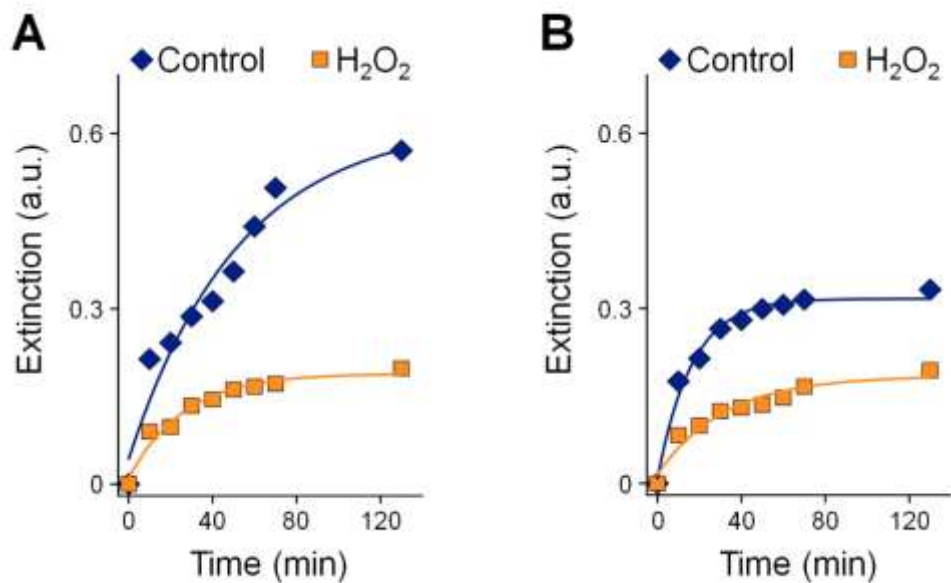 A
Control
H₂O₂
0.6
0.3
0
Extinction (a.u.)
0
40
80
120
Time (min)
B
Control
H₂O₂
0.6
0.3
0
Extinction (a.u.)
0
40
80
120
Time (min)